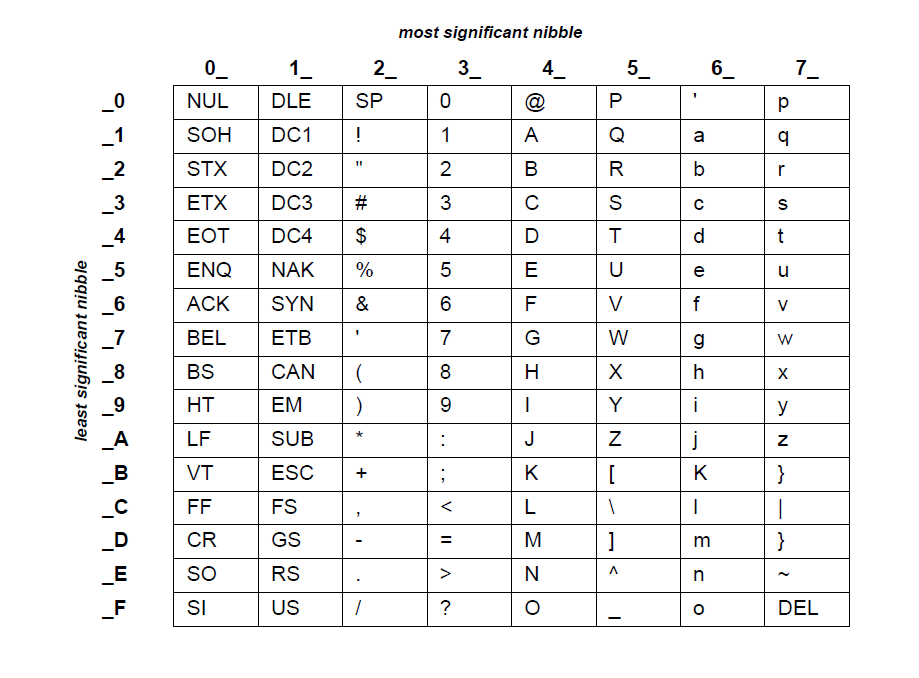 most significant nibble
0_ 1_ 2_ 3_ 4_ 5_ 6_ 7_
least significant nibble
_0 NUL DLE SP 0 @ P ' p
_1 SOH DC1 ! 1 A Q a q
_2 STX DC2 " 2 B R b r
_3 ETX DC3 # 3 C S c s
_4 EOT DC4 $ 4 D T d t
_5 ENQ NAK % 5 E U e u
_6 ACK SYN & 6 F V f v
_7 BEL ETB ' 7 G W g w
_8 BS CAN ( 8 H X h x
_9 HT EM ) 9 I Y i y
_A LF SUB * : J Z j z
_B VT ESC + ; K [ K }
_C FF FS , < L \ l |
_D CR GS - = M ] m }
_E SO RS . > N ^ n ~
_F SI US / ? O _ o DEL